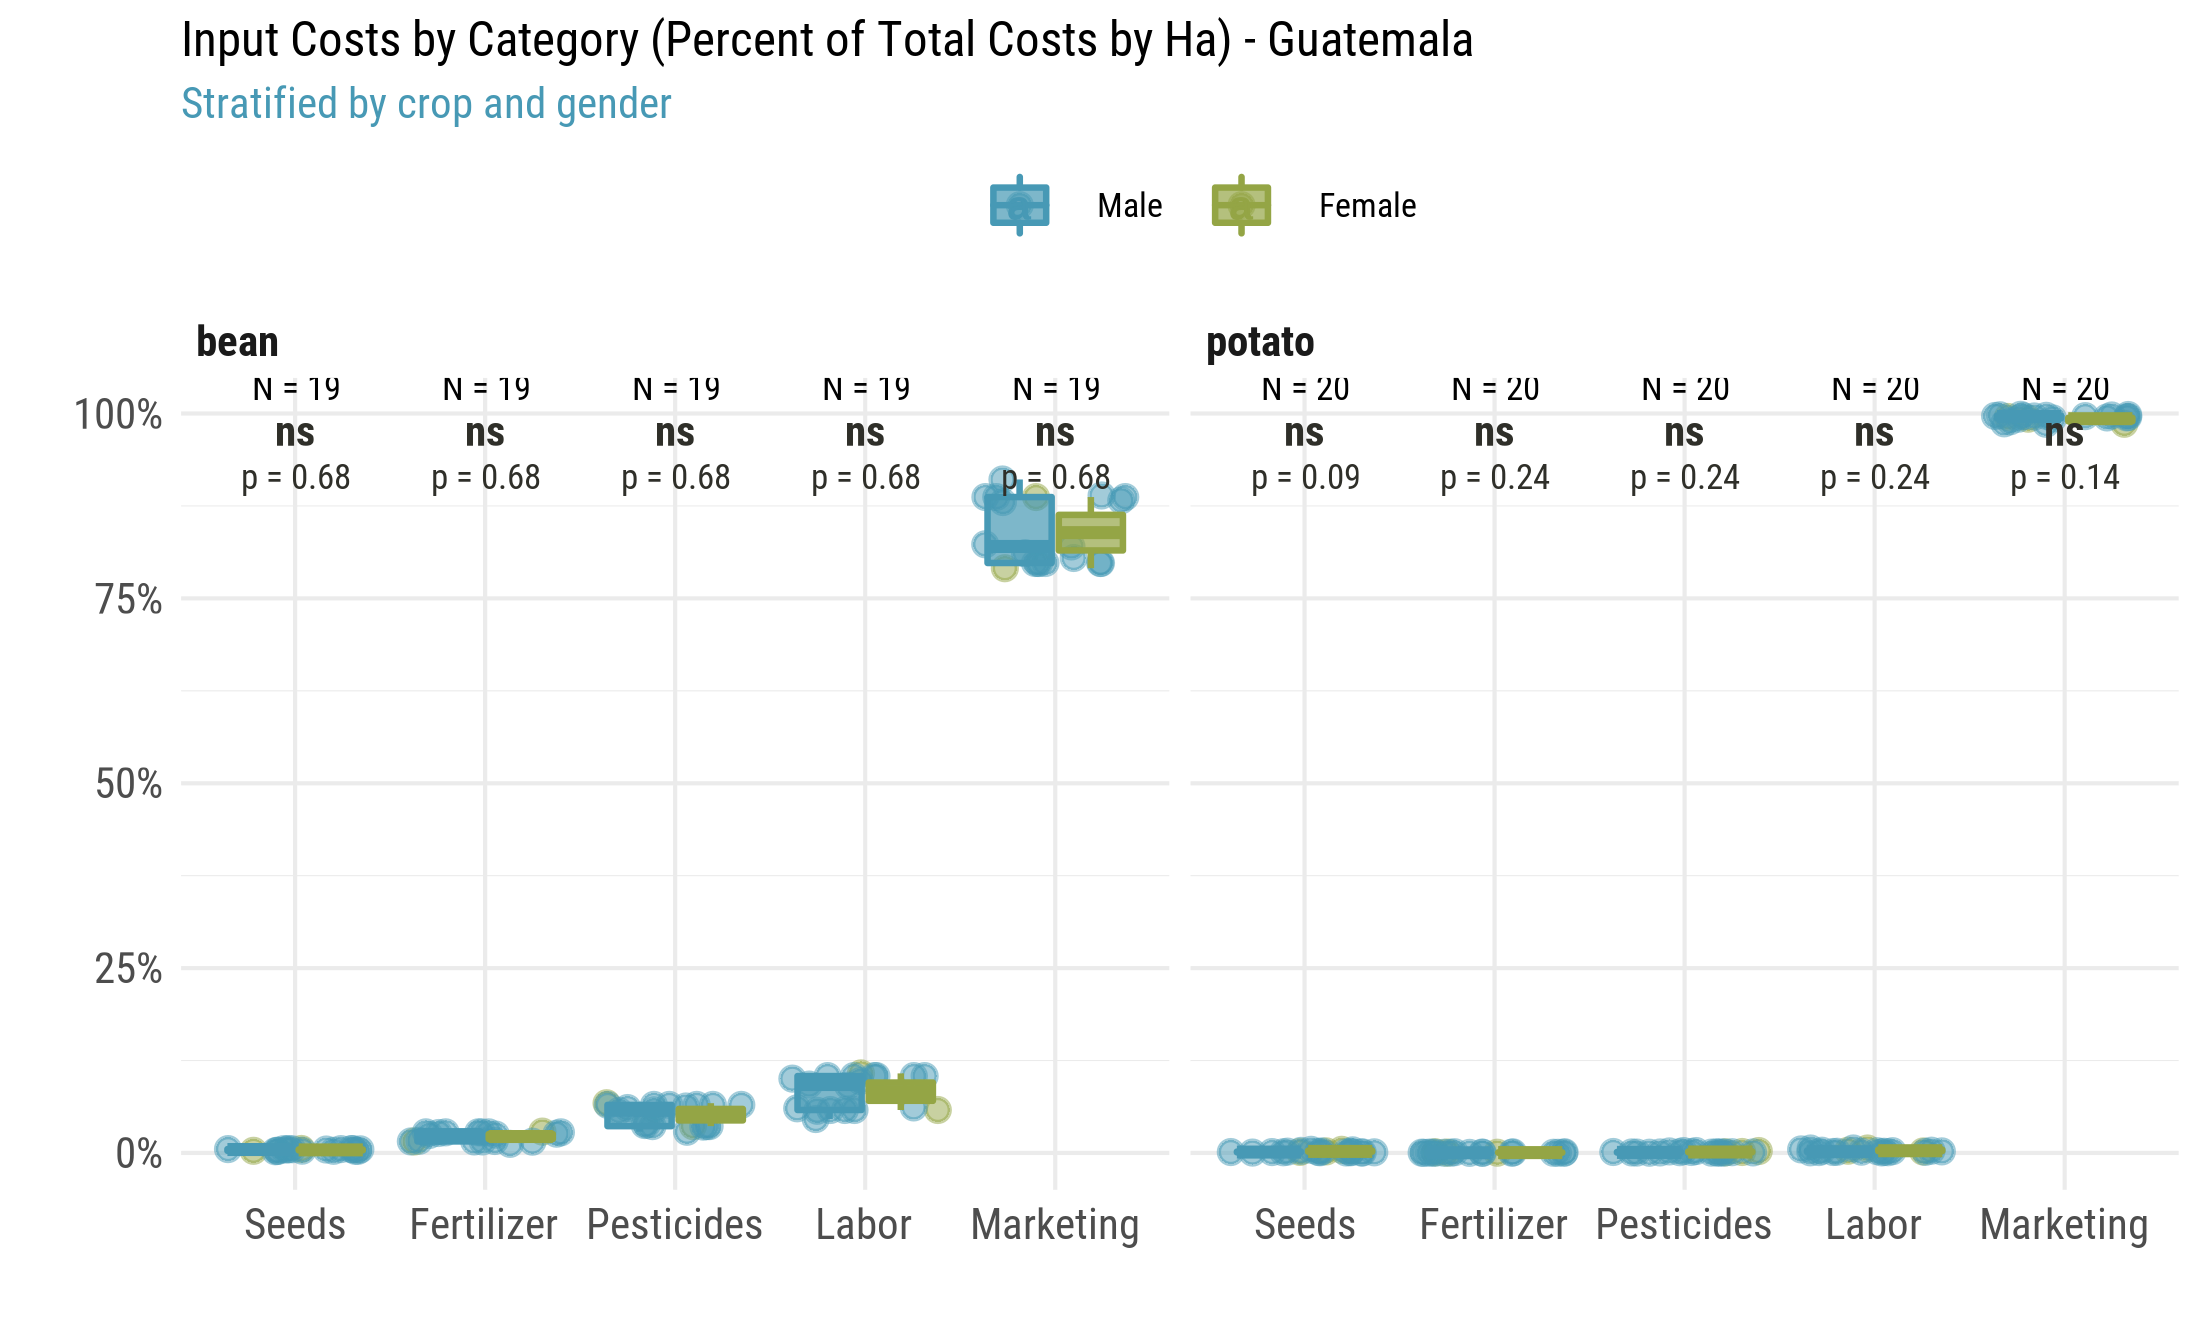 Input Costs by Category (Percent of Total Costs by Ha) - Guatemala
Stratified by crop and gender
Male Female
bean potato
N = 19 N = 19 N = 19 N = 19 N = 19 N = 20 N = 20 N = 20 N = 20 N = 20
100%
ns ns ns ns ns ns ns ns ns ns
p = 0.68 p = 0.68 p = 0.68 p = 0.68 p = 0.68 p = 0.09 p = 0.24 p = 0.24 p = 0.24 p = 0.14
75%
50%
25%
0%
Seeds Fertilizer Pesticides Labor Marketing Seeds Fertilizer Pesticides Labor Marketing